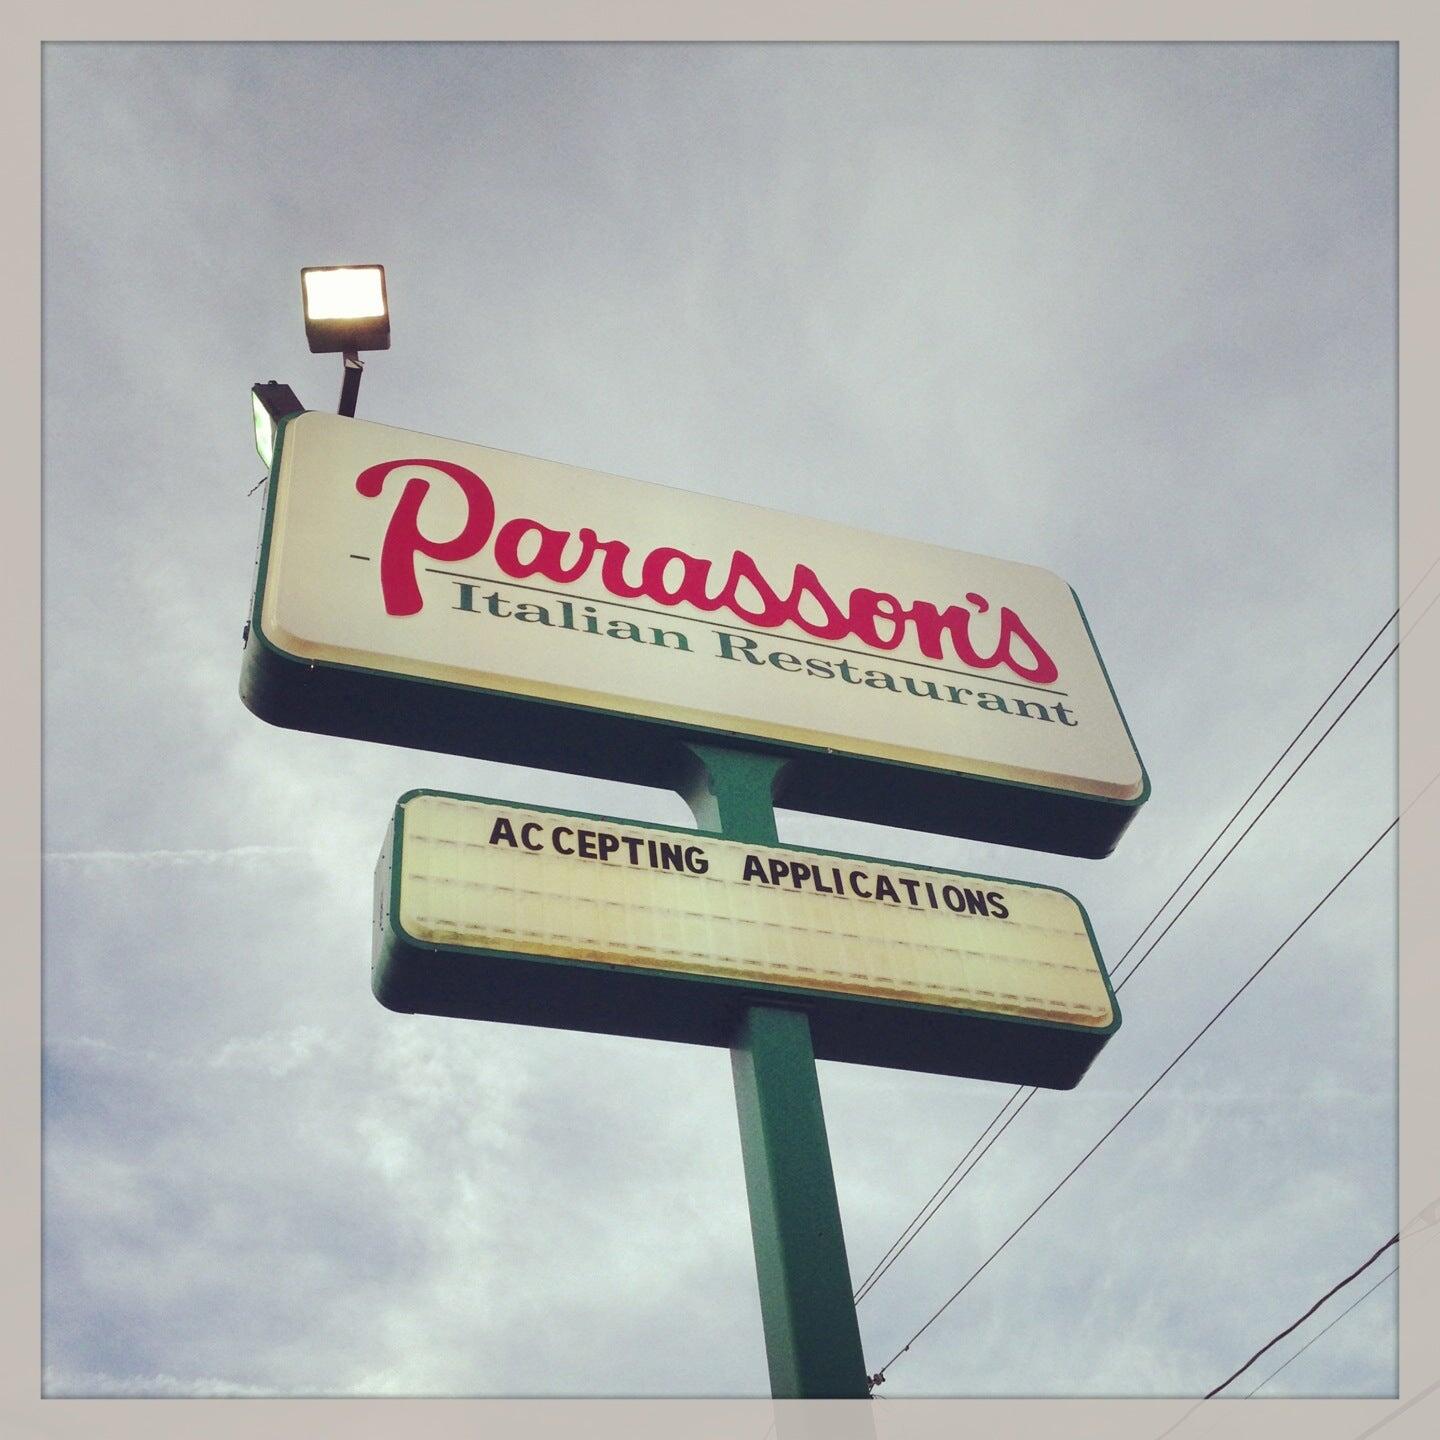 Parasson's
Italian Restaurant
ACCEPTING APPLICATIONS